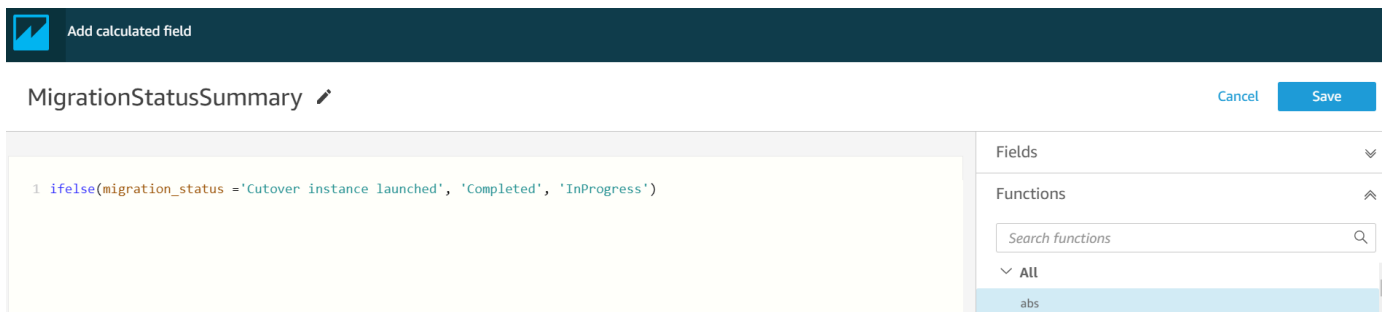 Add calculated field
MigrationStatusSummary
Cancel
Save
1 ifelse(migration_status ='Cutover instance launched', 'Completed', 'InProgress')
Fields
Functions
Search functions
All
abs